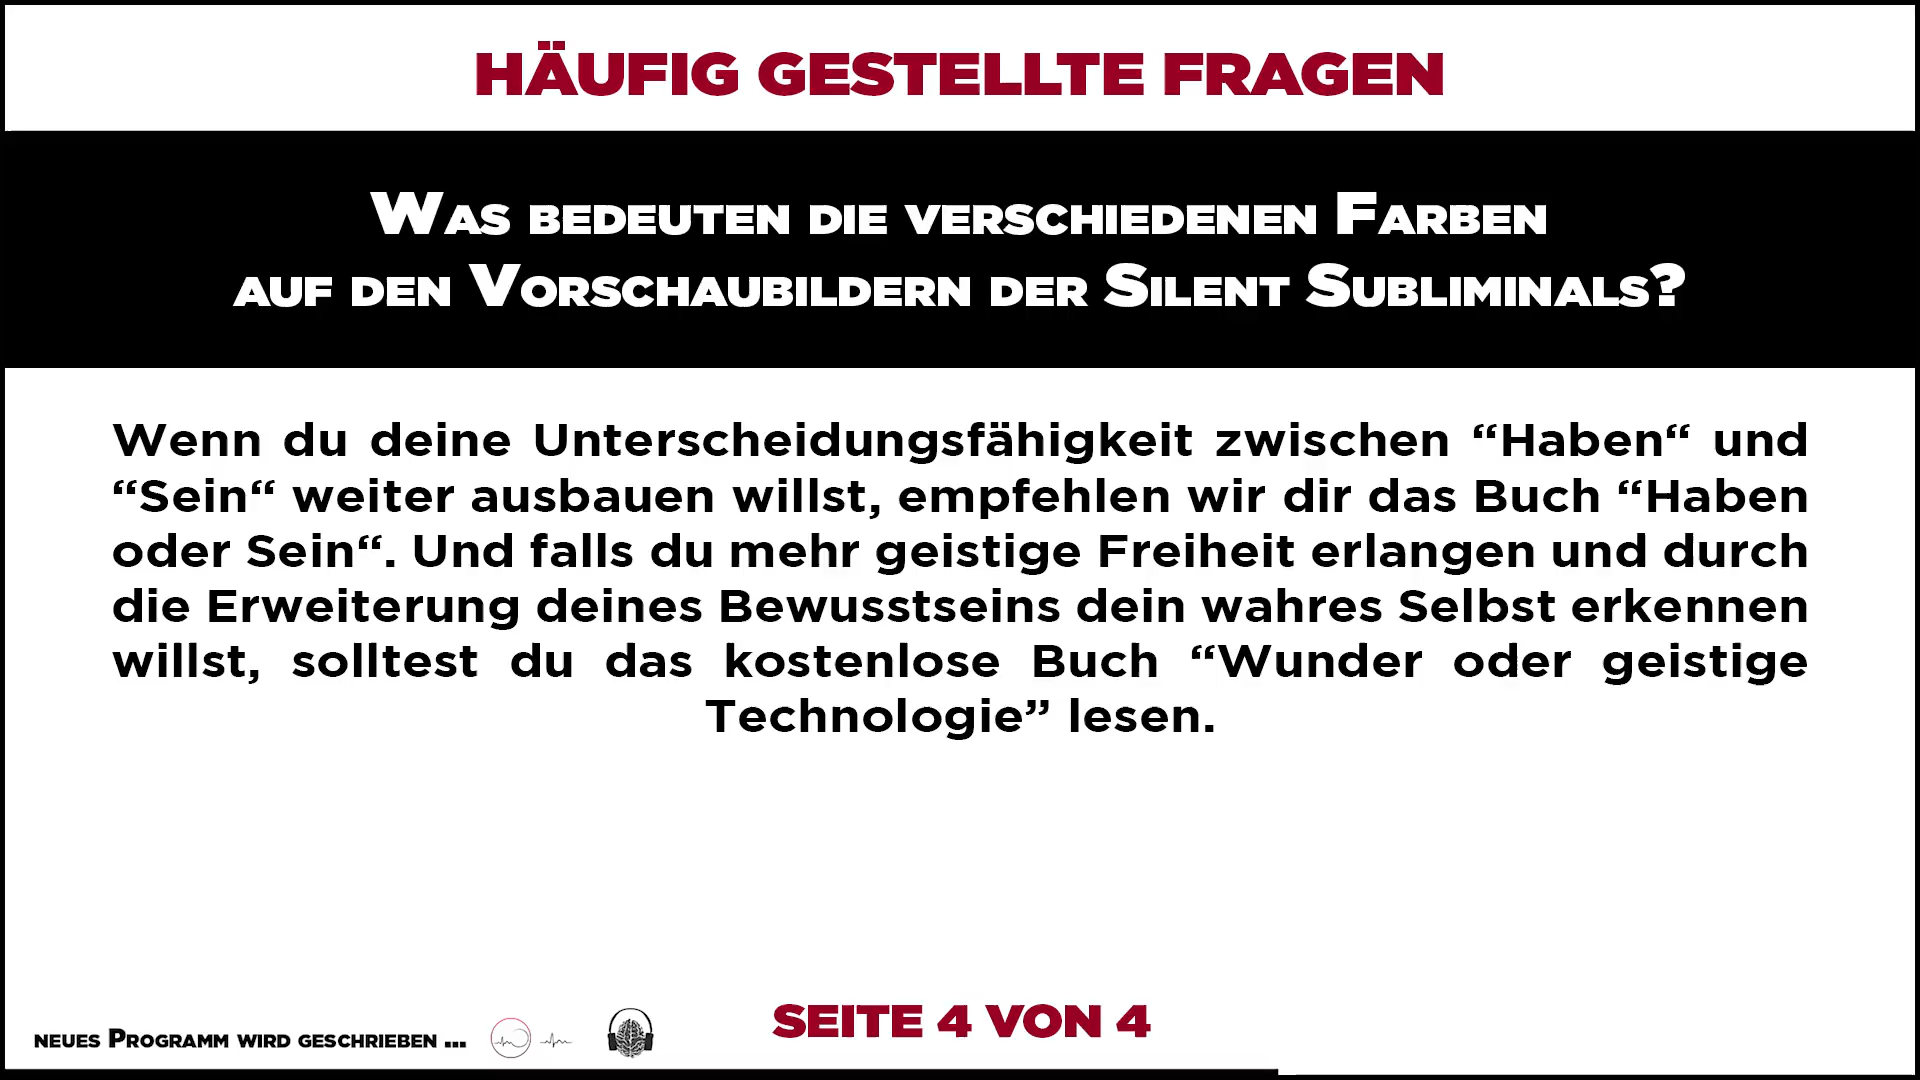 HÄUFIG GESTELLTE FRAGEN
Was bedeuten die verschiedenen Farben
auf den Vorschaubildern der Silent Subliminals?
Wenn du deine Unterscheidungsfähigkeit zwischen “Haben“ und
“Sein“ weiter ausbauen willst, empfehlen wir dir das Buch “Haben
oder Sein“. Und falls du mehr geistige Freiheit erlangen und durch
die Erweiterung deines Bewusstseins dein wahres Selbst erkennen
willst, solltest du das kostenlose Buch “Wunder oder geistige
Technologie” lesen.
SEITE 4 VON 4
neues Programm wird geschrieben ...